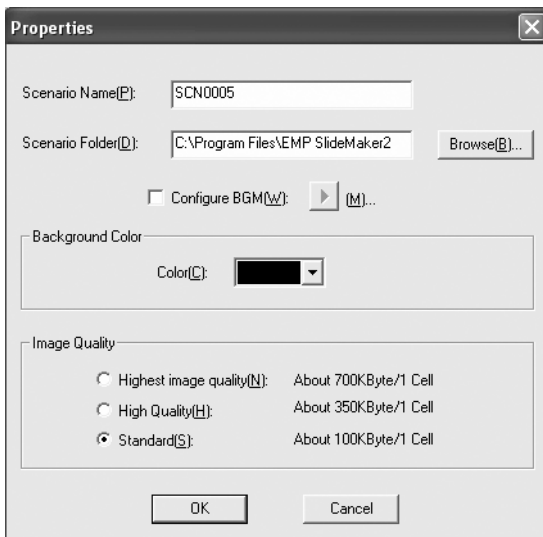 Properties
Scenario Name(P): SCN0005
Scenario Folder(D): C:\Program Files\EMP SlideMaker2 Browse(B)...
Configure BGM(W): (M)...
Background Color
Color(C):
Image Quality
Highest image quality(N): About 700KByte/1 Cell
High Quality(H): About 350KByte/1 Cell
Standard(S): About 100KByte/1 Cell
OK Cancel